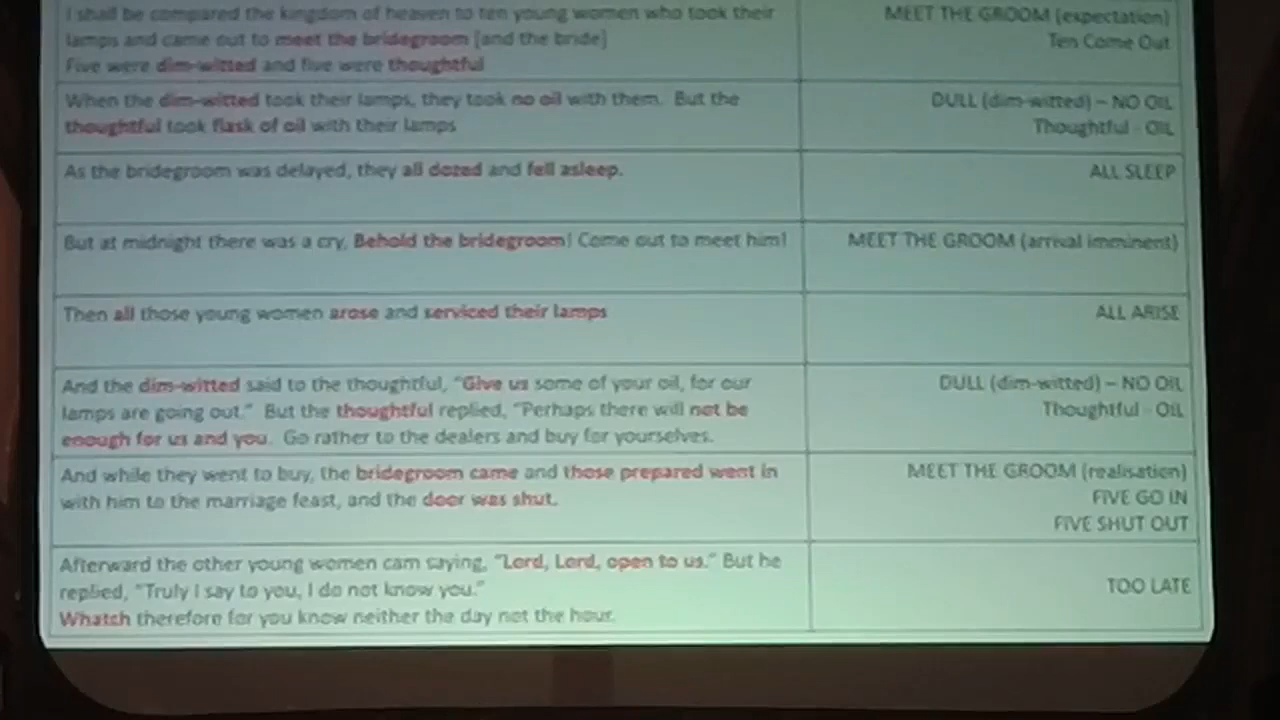 I shall be compared the kingdom of heaven to ten young women who took their
lamps and came out to meet the bridegroom [and the bride]
Five were dim-witted and five were thoughtful
MEET THE GROOM (expectation)
Ten Come Out
When the dim-witted took their lamps, they took no oil with them. But the
thoughtful took flask of oil with their lamps
DULL (dim-witted) – NO OIL
Thoughtful - OIL
As the bridegroom was delayed, they all dozed and fell asleep.
ALL SLEEP
But at midnight there was a cry, Behold the bridegroom! Come out to meet him!
MEET THE GROOM (arrival imminent)
Then all those young women arose and serviced their lamps
ALL ARISE
And the dim-witted said to the thoughtful, "Give us some of your oil, for our
lamps are going out." But the thoughtful replied, "Perhaps there will not be
enough for us and you. Go rather to the dealers and buy for yourselves.
DULL (dim-witted) – NO OIL
Thoughtful - OIL
And while they went to buy, the bridegroom came and those prepared went in
with him to the marriage feast, and the door was shut.
MEET THE GROOM (realisation)
FIVE GO IN
FIVE SHUT OUT
Afterward the other young women cam saying, "Lord, Lord, open to us." But he
replied, "Truly I say to you, I do not know you."
Whatch therefore for you know neither the day not the hour.
TOO LATE